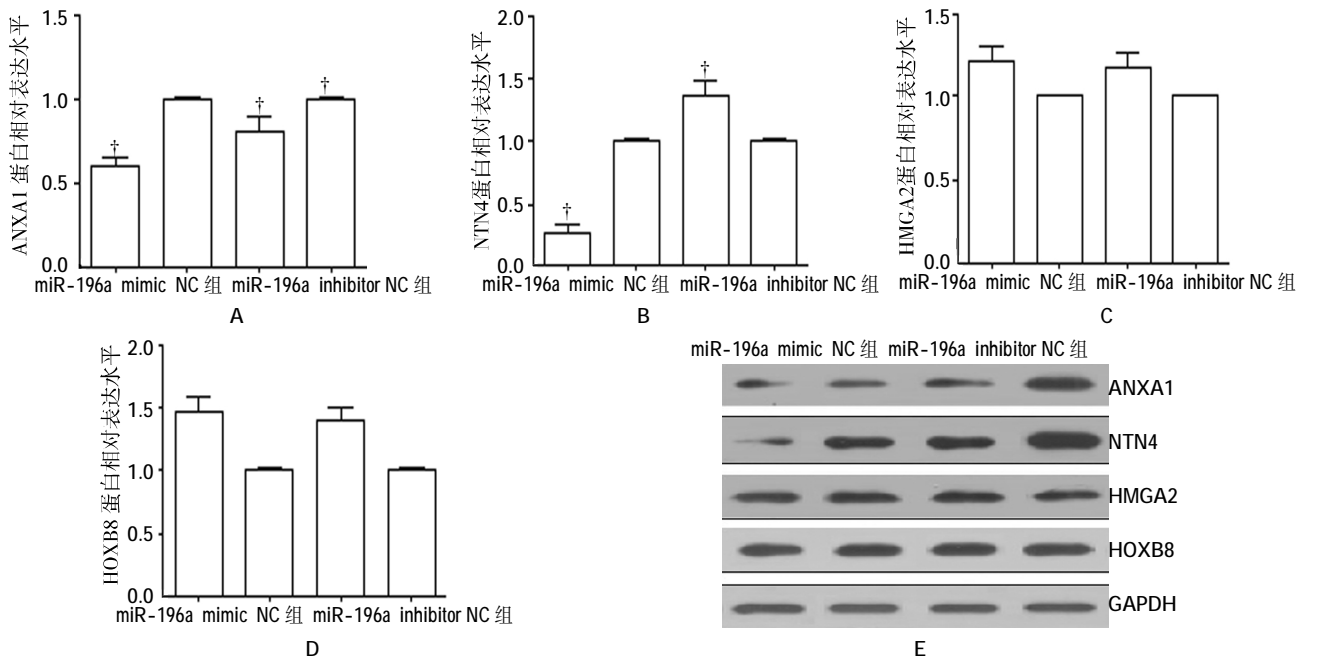 ANXA1 蛋白相对表达水平
1.5
1.0
0.5
0.0
†
†
†
miR-196a mimic NC 组 miR-196a inhibitor NC 组
A
NTN4蛋白相对表达水平
2.0
1.5
1.0
0.5
0.0
†
†
miR-196a mimic NC 组 miR-196a inhibitor NC 组
B
HMGA2蛋白相对表达水平
1.5
1.0
0.5
0.0
miR-196a mimic NC 组 miR-196a inhibitor NC 组
C
HOXB8 蛋白相对表达水平
2.0
1.5
1.0
0.5
0.0
miR-196a mimic NC 组 miR-196a inhibitor NC 组
D
miR-196a mimic NC 组 miR-196a inhibitor NC 组
ANXA1
NTN4
HMGA2
HOXB8
GAPDH
E